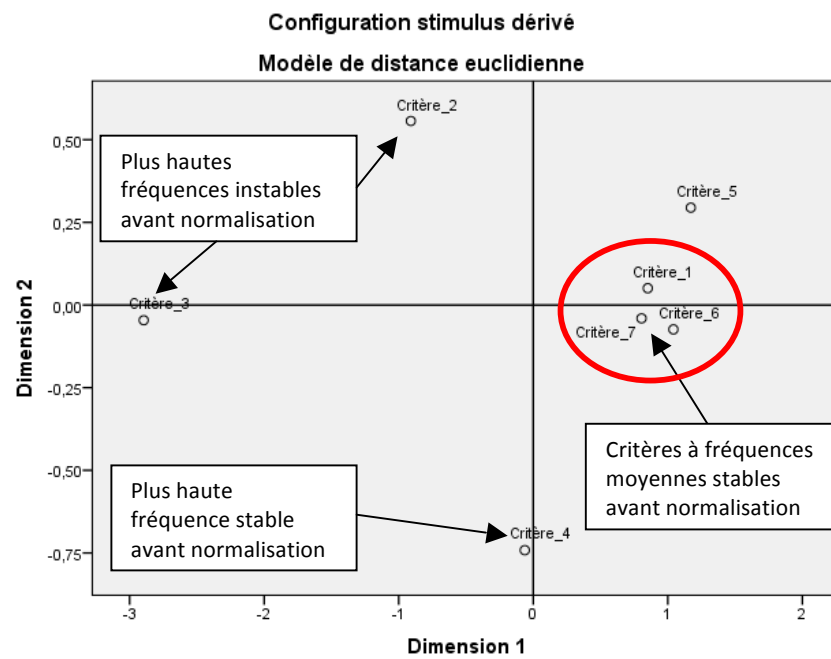 Configuration stimulus dérivé
Modèle de distance euclidienne
Critère_2
0,50
Plus hautes
fréquences instables
avant normalisation
Critère_5
0,25
Critère_1
Dimension 2
0,00
Critère_3
Critère_6
Critère_7
-0,25
Critères à fréquences
moyennes stables
avant normalisation
-0,50
Plus haute
fréquence stable
avant normalisation
Critère_4
-0,75
-3 -2 -1 0 1 2
Dimension 1